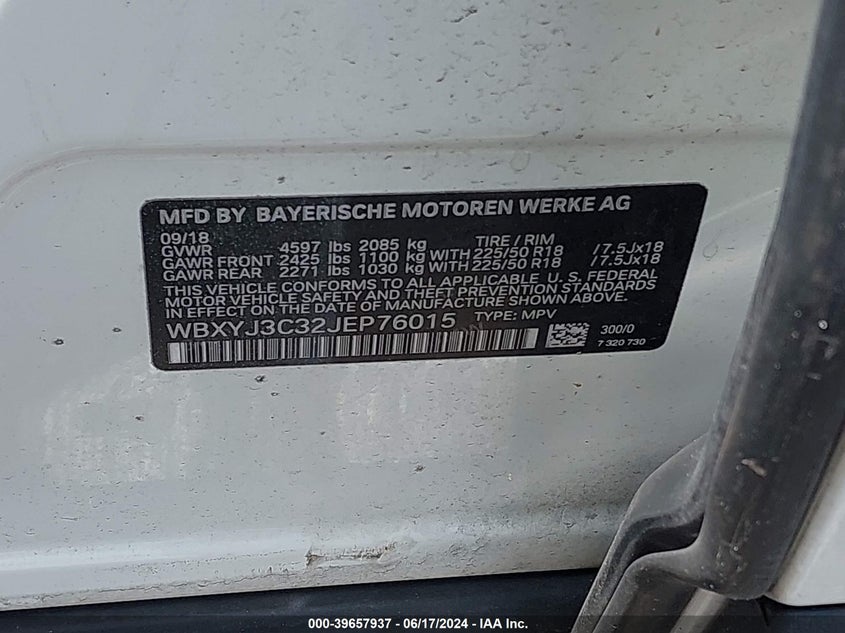 MFD BY BAYERISCHE MOTOREN WERKE AG
09/18 TIRE / RIM
GVWR 4597 lbs 2085 kg
GAWR FRONT 2425 lbs 1100 kg WITH 225/50 R18 /7.5Jx18
GAWR REAR 2271 lbs 1030 kg WITH 225/50 R18 /7.5Jx18
THIS VEHICLE CONFORMS TO ALL APPLICABLE U. S. FEDERAL
MOTOR VEHICLE SAFETY AND THEFT PREVENTION STANDARDS
IN EFFECT ON THE DATE OF MANUFACTURE SHOWN ABOVE.
WBXYJ3C32JEP76015 TYPE: MPV
300/0
7 320 730
000-39657937 - 06/17/2024 - IAA Inc.